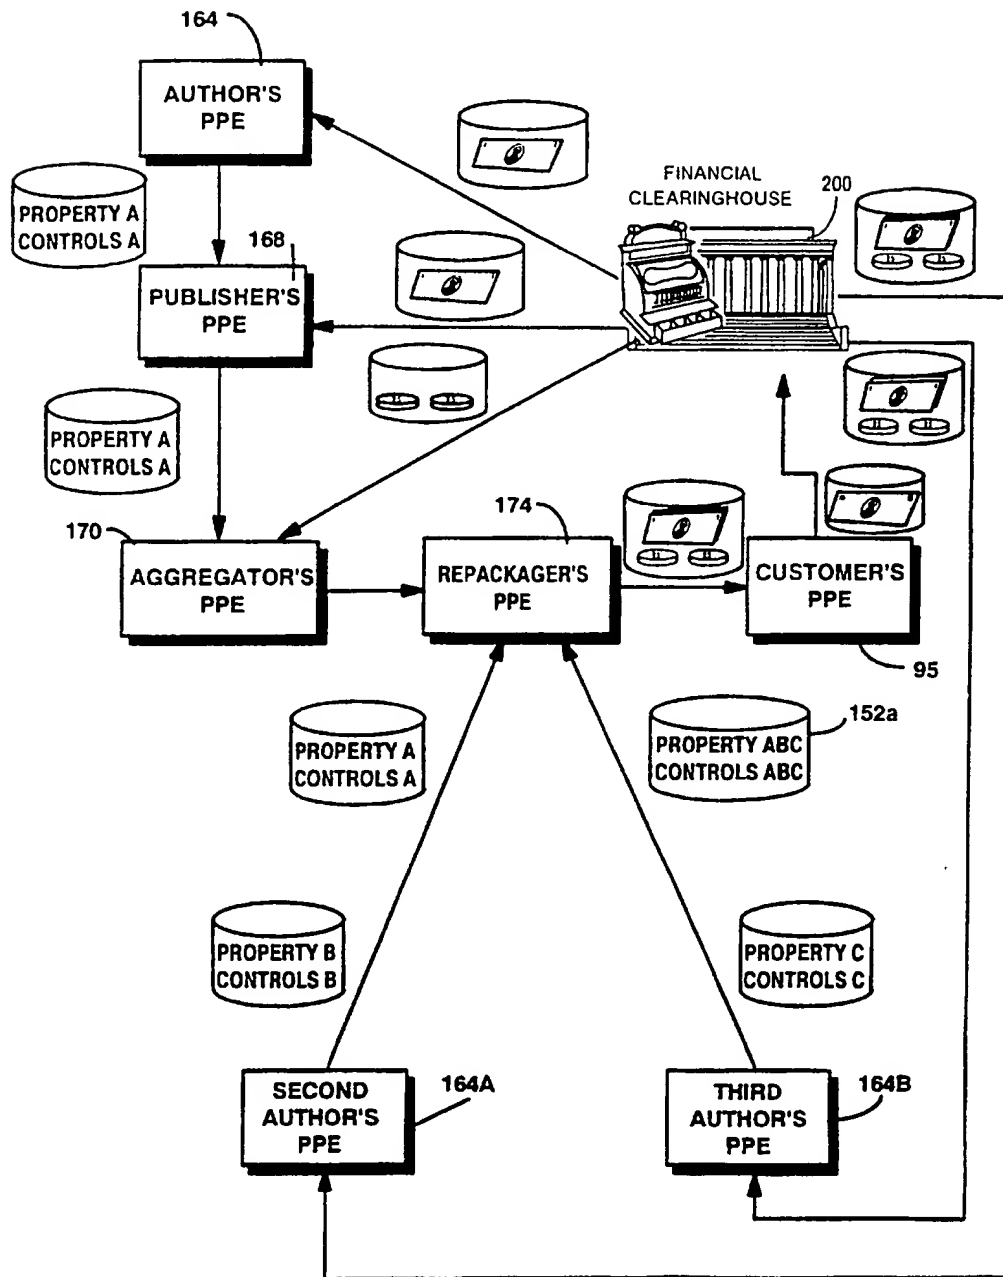 164
AUTHOR'S
PPE
PROPERTY A
CONTROLS A
FINANCIAL
CLEARINGHOUSE
200
168
PUBLISHER'S
PPE
PROPERTY A
CONTROLS A
170
AGGREGATOR'S
PPE
174
REPACKAGER'S
PPE
CUSTOMER'S
PPE
95
PROPERTY A
CONTROLS A
PROPERTY ABC
CONTROLS ABC
152a
PROPERTY B
CONTROLS B
PROPERTY C
CONTROLS C
SECOND
AUTHOR'S
PPE
164A
THIRD
AUTHOR'S
PPE
164B